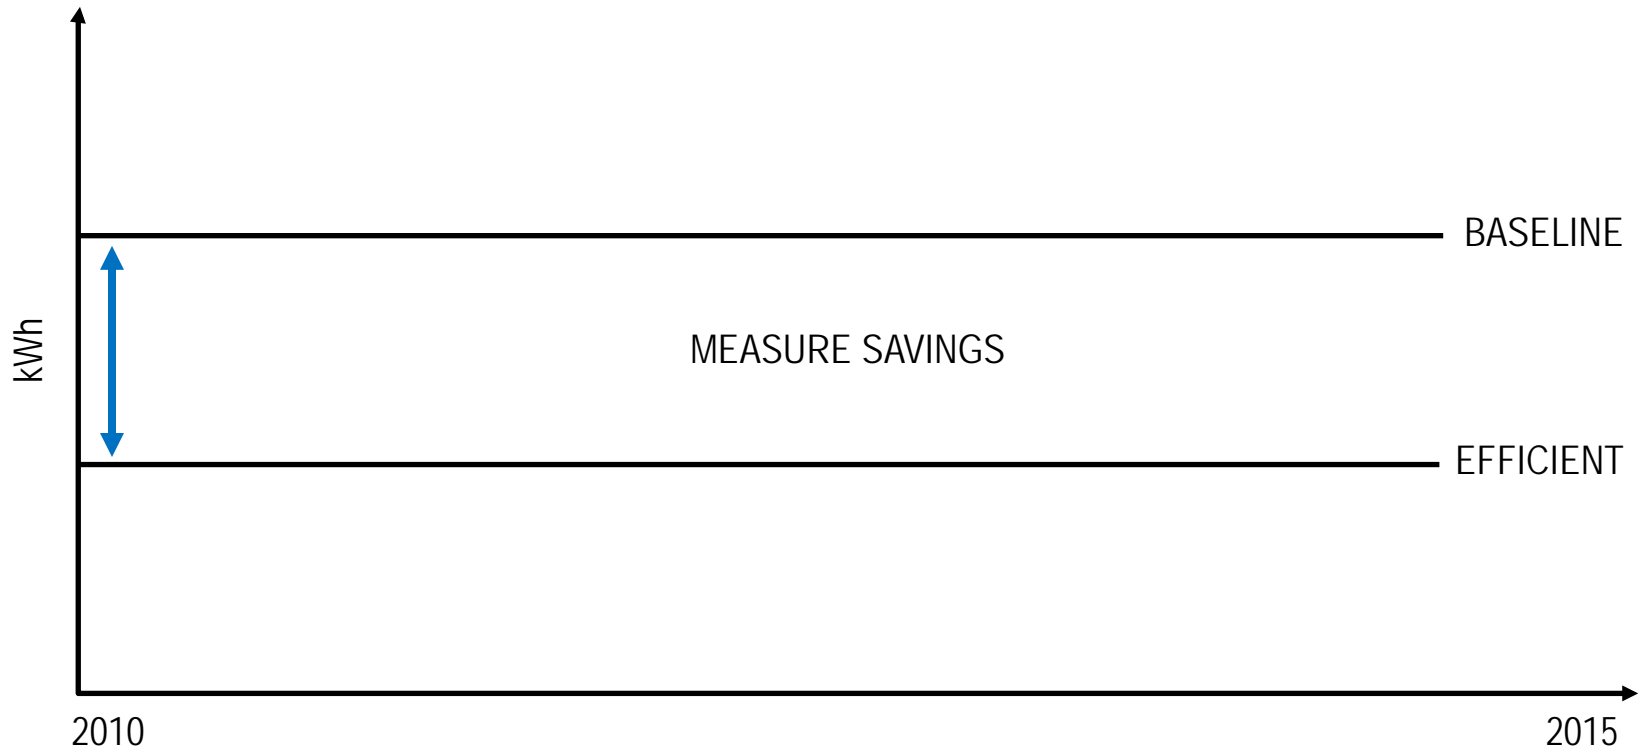 BASELINE
kWh
MEASURE SAVINGS
EFFICIENT
2010
2015